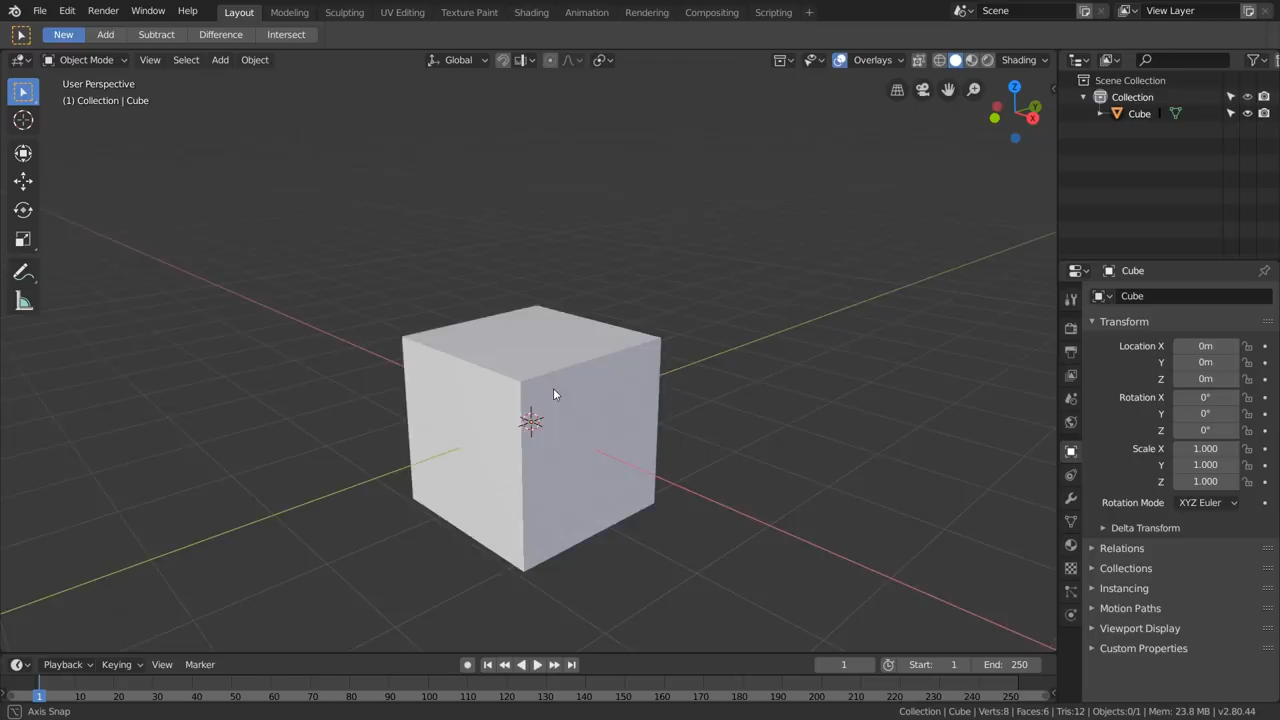 File Edit Render Window Help Layout Modeling Sculpting UV Editing Texture Paint Shading Animation Rendering Compositing Scripting + Scene View Layer
New Add Subtract Difference Intersect
Object Mode View Select Add Object Global Overlays Shading
User Perspective
(1) Collection | Cube
Z
Y
X
Scene Collection
Collection
Cube
Cube
Cube
Transform
Location X 0m
Y 0m
Z 0m
Rotation X 0°
Y 0°
Z 0°
Scale X 1.000
Y 1.000
Z 1.000
Rotation Mode XYZ Euler
Delta Transform
Relations
Collections
Instancing
Motion Paths
Viewport Display
Custom Properties
Playback Keying View Marker 1 Start: 1 End: 250
1 10 20 30 40 50 60 70 80 90 100 110 120 130 140 150 160 170 180 190 200 210 220 230 240 250
Axis Snap Collection | Cube | Verts:8 | Faces:6 | Tris:12 | Objects:0/1 | Mem: 23.8 MB | v2.80.44